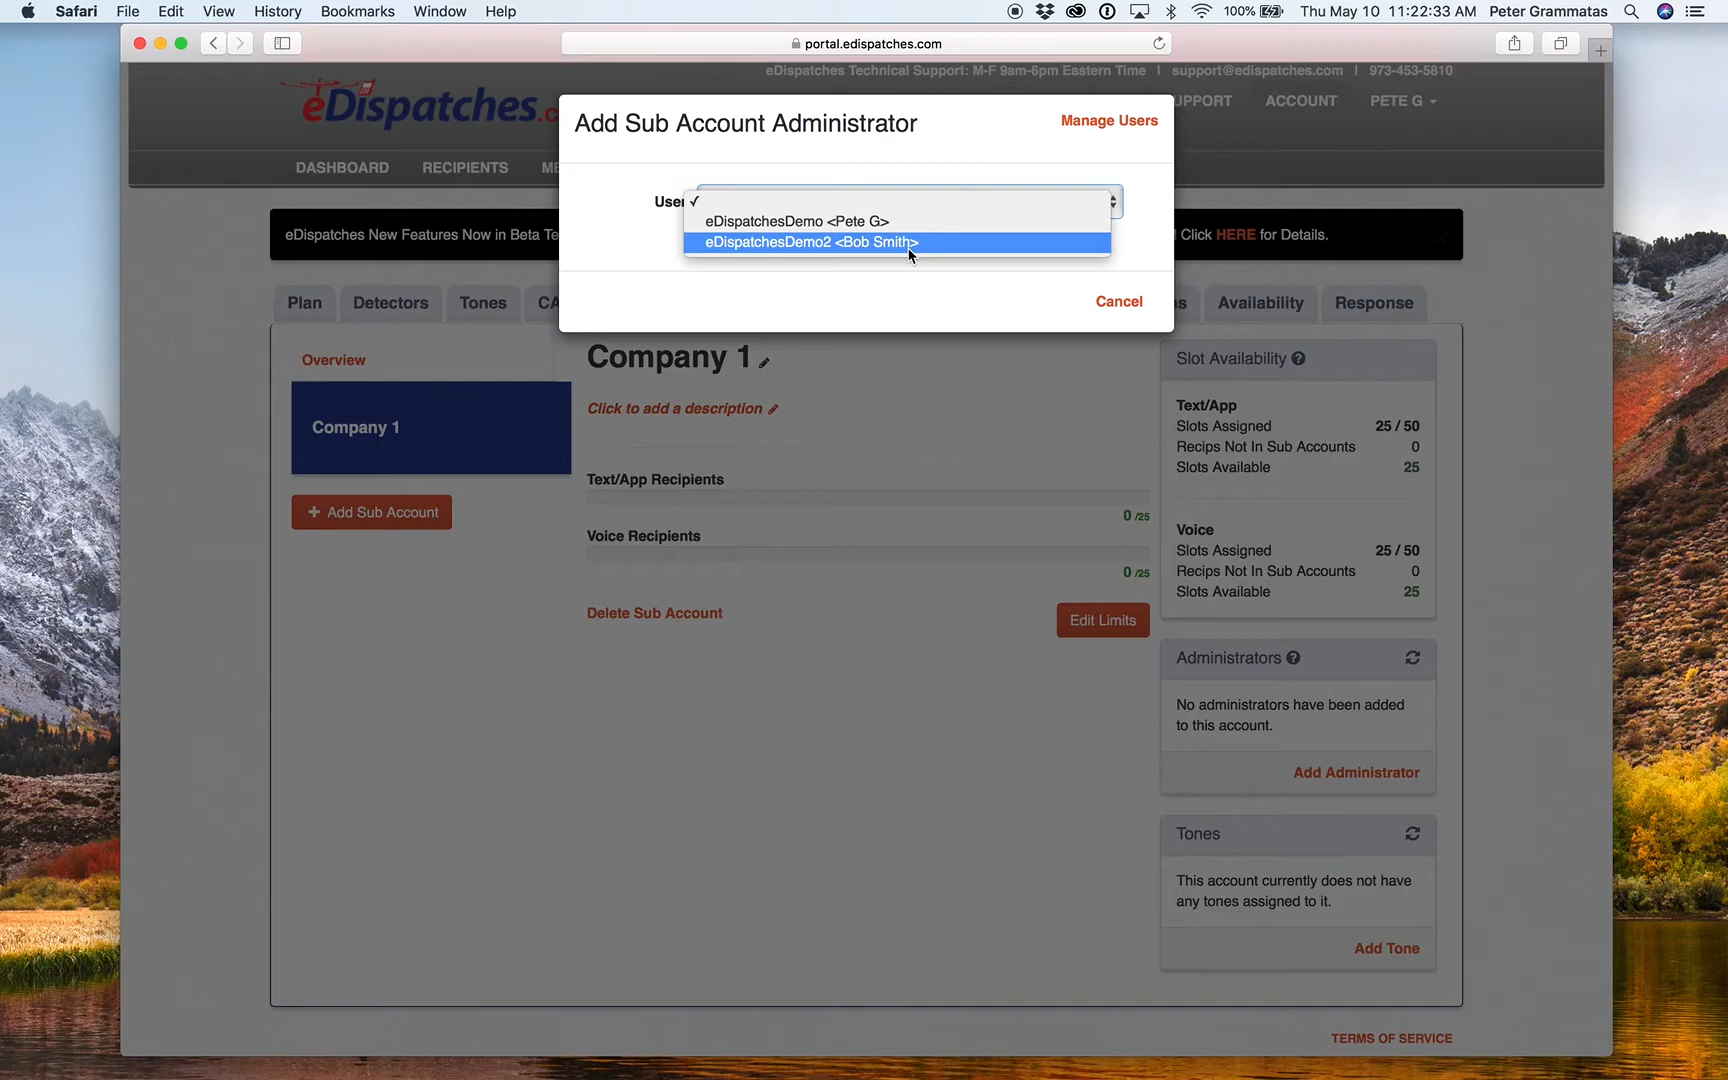 Safari File Edit View History Bookmarks Window Help 100% Thu May 10 11:22:33 AM Peter Grammatas
portal.edispatches.com
eDispatches Technical Support: M-F 9am-6pm Eastern Time | support@edispatches.com | 973-453-5810
eDispatches.c
UPPORT ACCOUNT PETE G
Add Sub Account Administrator
Manage Users
DASHBOARD RECIPIENTS ME
User ✓
eDispatchesDemo <Pete G>
eDispatchesDemo2 <Bob Smith>
eDispatches New Features Now in Beta Te
! Click HERE for Details.
Cancel
Plan Detectors Tones CA
s Availability Response
Overview
Company 1
+ Add Sub Account
Company 1
Click to add a description
Text/App Recipients
0 /25
Voice Recipients
0 /25
Delete Sub Account
Edit Limits
Slot Availability ?
Text/App
Slots Assigned 25 / 50
Recips Not In Sub Accounts 0
Slots Available 25
Voice
Slots Assigned 25 / 50
Recips Not In Sub Accounts 0
Slots Available 25
Administrators ?
No administrators have been added
to this account.
Add Administrator
Tones
This account currently does not have
any tones assigned to it.
Add Tone
TERMS OF SERVICE